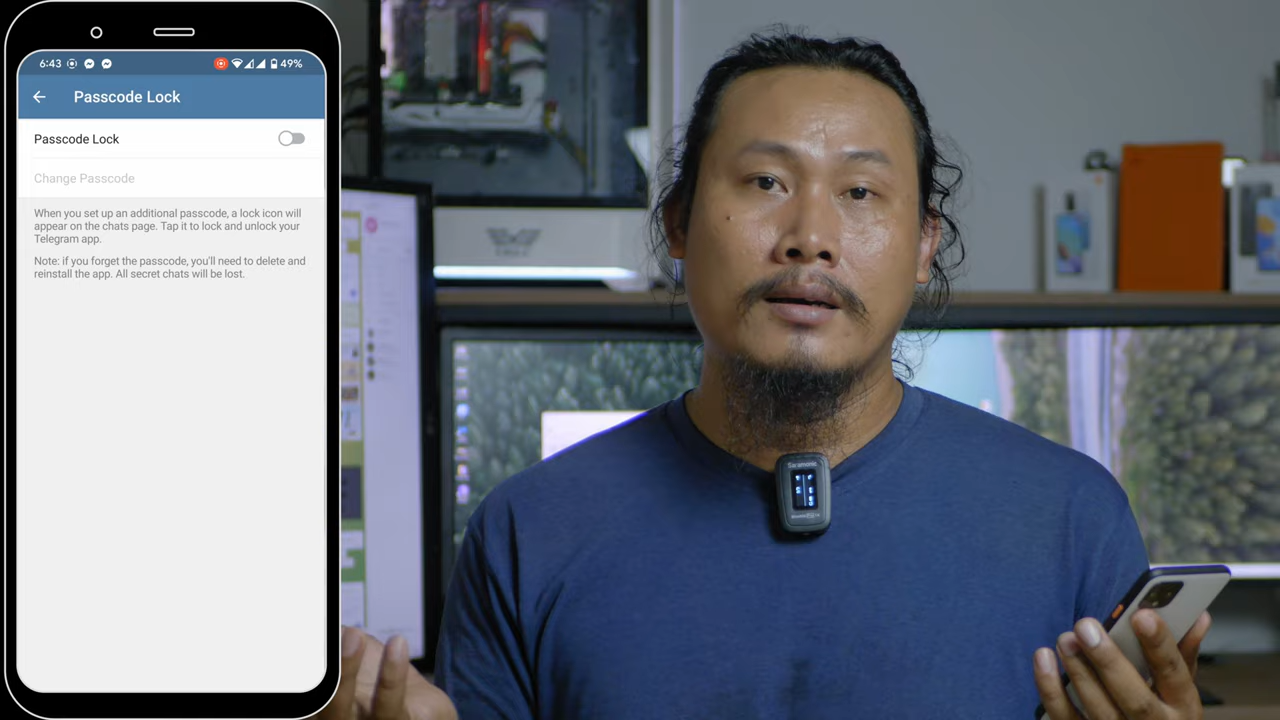 6:43
49%
Passcode Lock
Passcode Lock
Change Passcode
When you set up an additional passcode, a lock icon will
appear on the chats page. Tap it to lock and unlock your
Telegram app.
Note: if you forget the passcode, you'll need to delete and
reinstall the app. All secret chats will be lost.
Saramonic